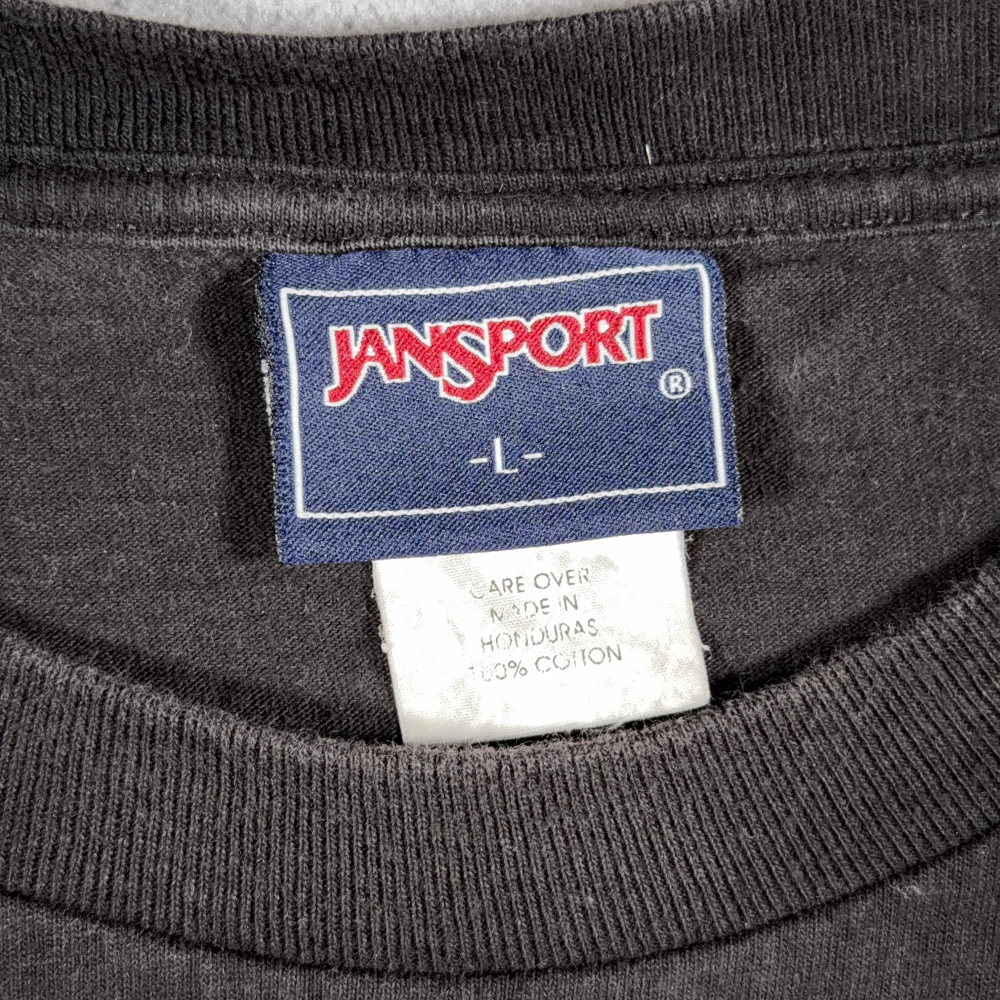 JANSPORT
®
-L-
CARE OVER
MADE IN
HONDURAS
100% COTTON